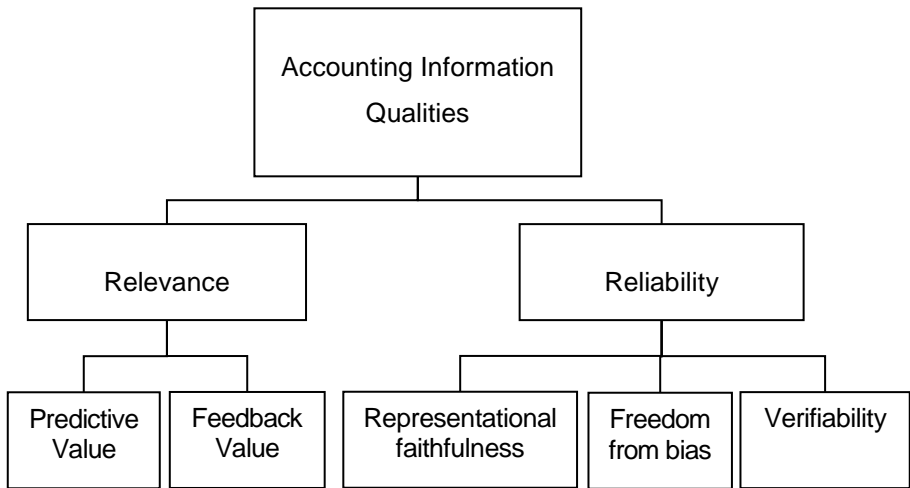 Accounting Information
Qualities
Relevance
Reliability
Predictive
Value
Feedback
Value
Representational
faithfulness
Freedom
from bias
Verifiability